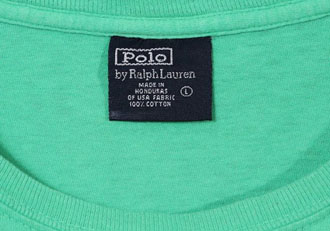 Polo
by Ralph Lauren
MADE IN
HONDURAS
OF USA FABRIC
100% COTTON
L